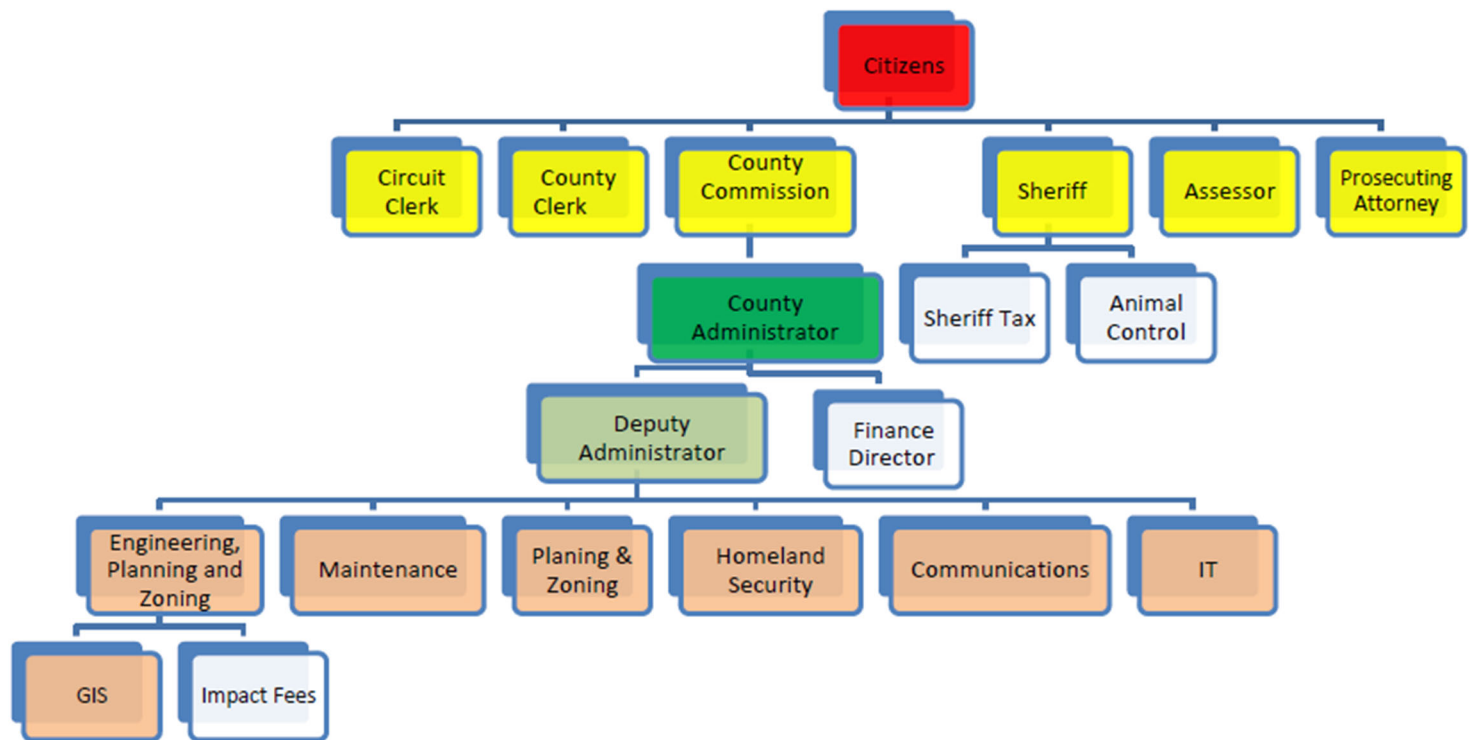 Citizens
Circuit
Clerk
County
Clerk
County
Commission
Sheriff
Assessor
Prosecuting
Attorney
County
Administrator
Sheriff Tax
Animal
Control
Deputy
Administrator
Finance
Director
Engineering,
Planning and
Zoning
Maintenance
Planing &
Zoning
Homeland
Security
Communications
IT
GIS
Impact Fees